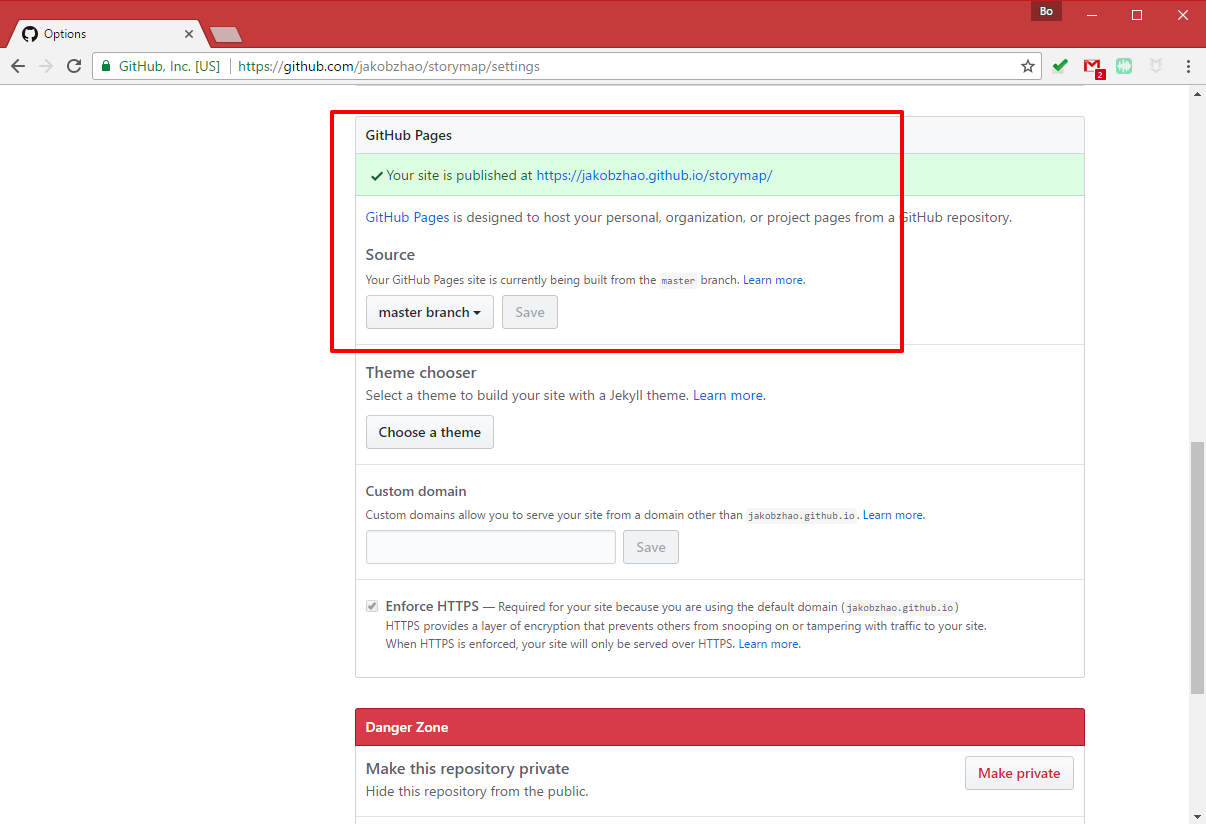 Bo
Options
GitHub, Inc. [US] https://github.com/jakobzhao/storymap/settings
2
GitHub Pages
Your site is published at https://jakobzhao.github.io/storymap/
GitHub Pages is designed to host your personal, organization, or project pages from a GitHub repository.
Source
Your GitHub Pages site is currently being built from the master branch. Learn more.
master branch Save
Theme chooser
Select a theme to build your site with a Jekyll theme. Learn more.
Choose a theme
Custom domain
Custom domains allow you to serve your site from a domain other than jakobzhao.github.io. Learn more.
Save
Enforce HTTPS — Required for your site because you are using the default domain (jakobzhao.github.io)
HTTPS provides a layer of encryption that prevents others from snooping on or tampering with traffic to your site.
When HTTPS is enforced, your site will only be served over HTTPS. Learn more.
Danger Zone
Make this repository private
Make private
Hide this repository from the public.